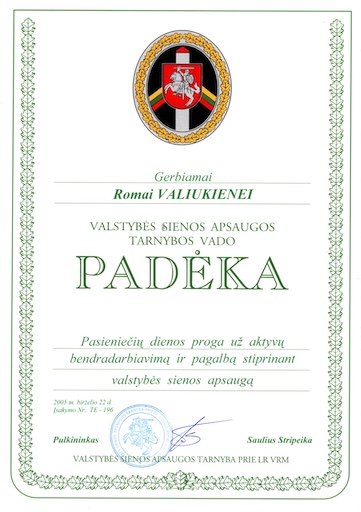 Gerbiamai
Romai VALIUKIENEI
VALSTYBĖS SIENOS APSAUGOS
TARNYBOS VADO
PADĖKA
Pasieniečių dienos proga už aktyvų
bendradarbiavimą ir pagalbą stiprinant
valstybės sienos apsaugą
2003 m. birželio 22 d.
Įsakymo Nr. TE - 196
Pulkininkas
Saulius Stripeika
VALSTYBĖS SIENOS APSAUGOS TARNYBA PRIE LR VRM